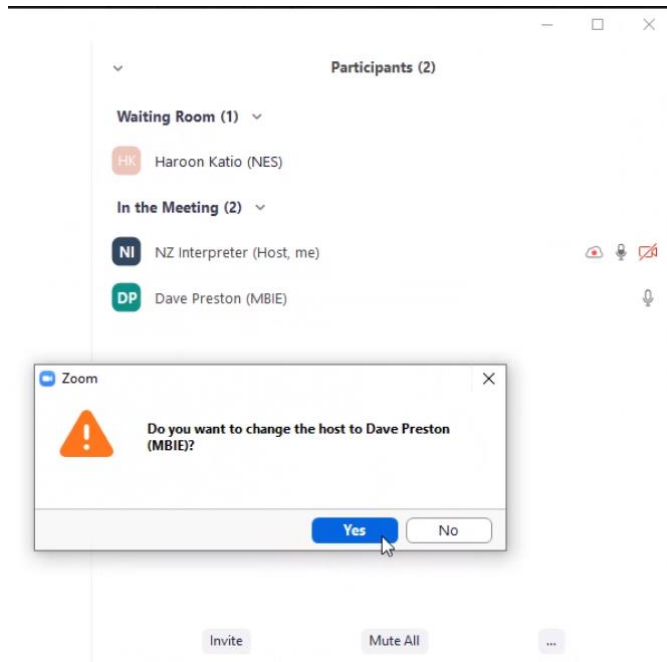 Participants (2)
Waiting Room (1)
HK Haroon Katio (NES)
In the Meeting (2)
NI NZ Interpreter (Host, me)
DP Dave Preston (MBIE)
Zoom
Do you want to change the host to Dave Preston
(MBIE)?
Yes No
Invite Mute All ...